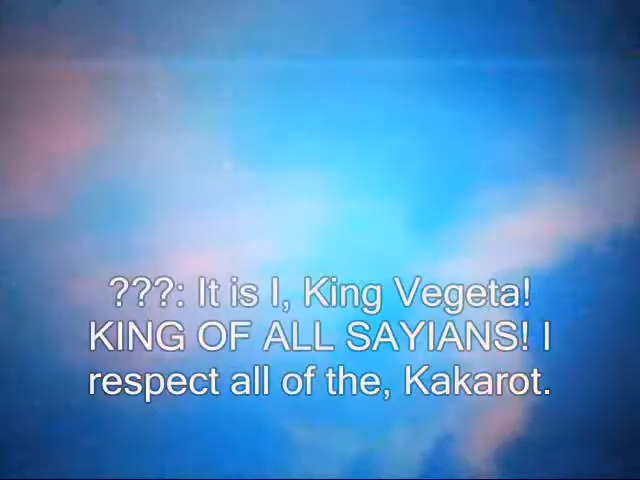 ???: It is I, King Vegeta!
KING OF ALL SAYIANS! I
respect all of the, Kakarot.